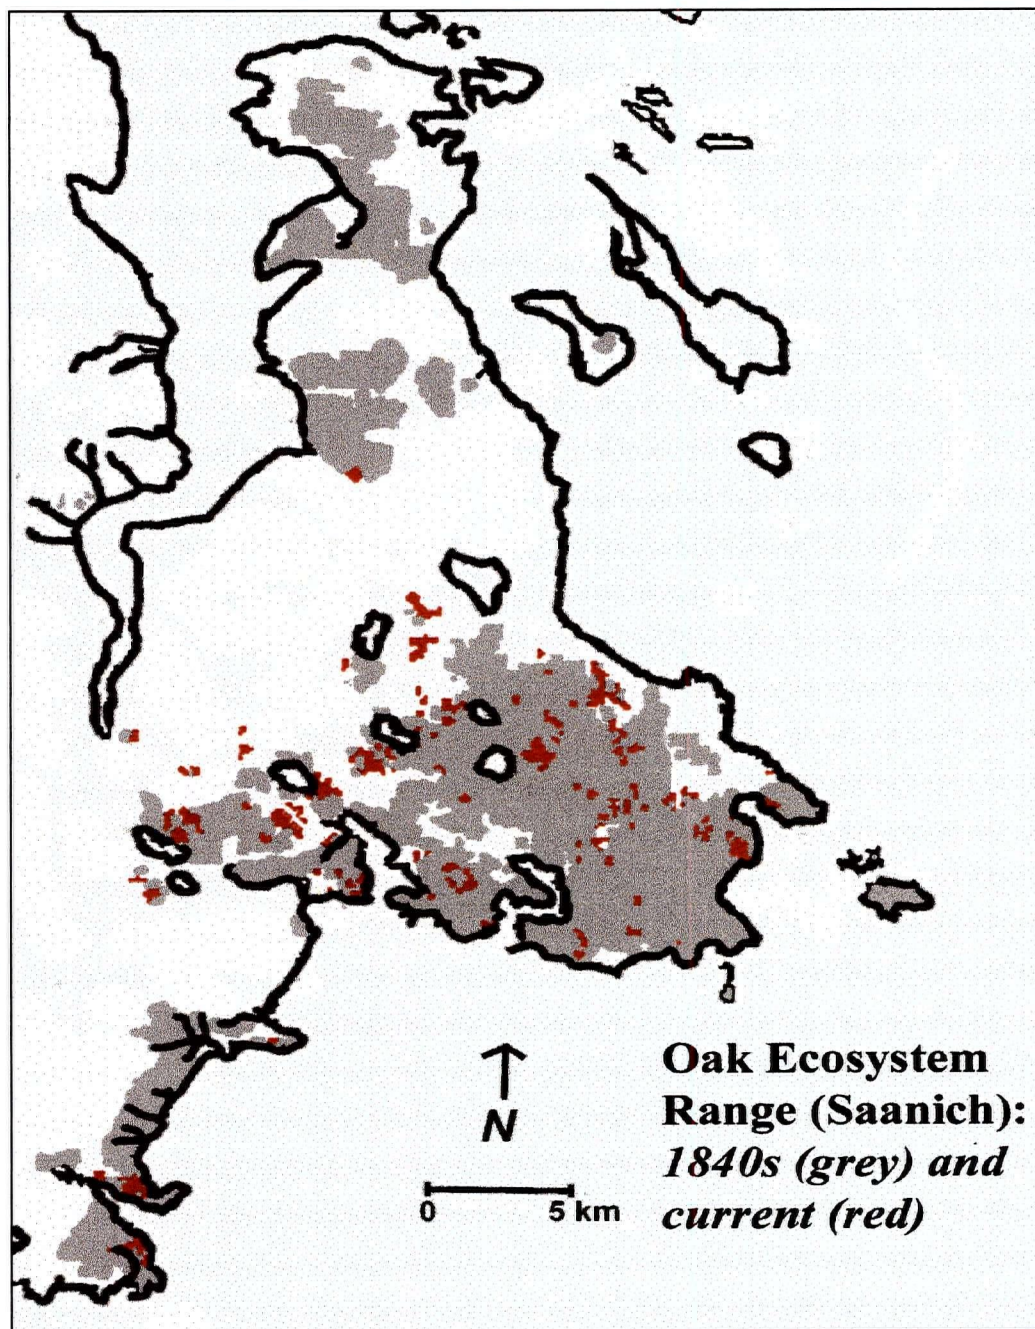 N
0 5 km
Oak Ecosystem
Range (Saanich):
1840s (grey) and
current (red)